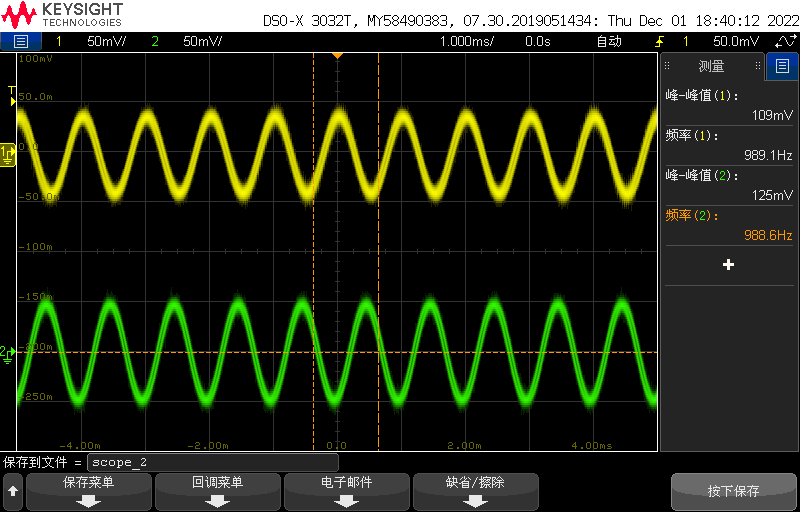 KEYSIGHT
TECHNOLOGIES
DSO-X 3032T, MY58490383, 07.30.2019051434: Thu Dec 01 18:40:12 2022
1 50mV/ 2 50mV/ 1.000ms/ 0.0s 自动 1 50.0mV
100mV
测量
T
50.0m
峰-峰值(1):
109mV
频率(1):
1 0.0
989.1Hz
峰-峰值(2):
-50.0m
125mV
频率(2):
988.6Hz
-100m
+
-150m
2 -200m
-250m
-4.00m -2.00m 0.0 2.00m 4.00ms
保存到文件 = scope_2
保存菜单 回调菜单 电子邮件 缺省/擦除 按下保存